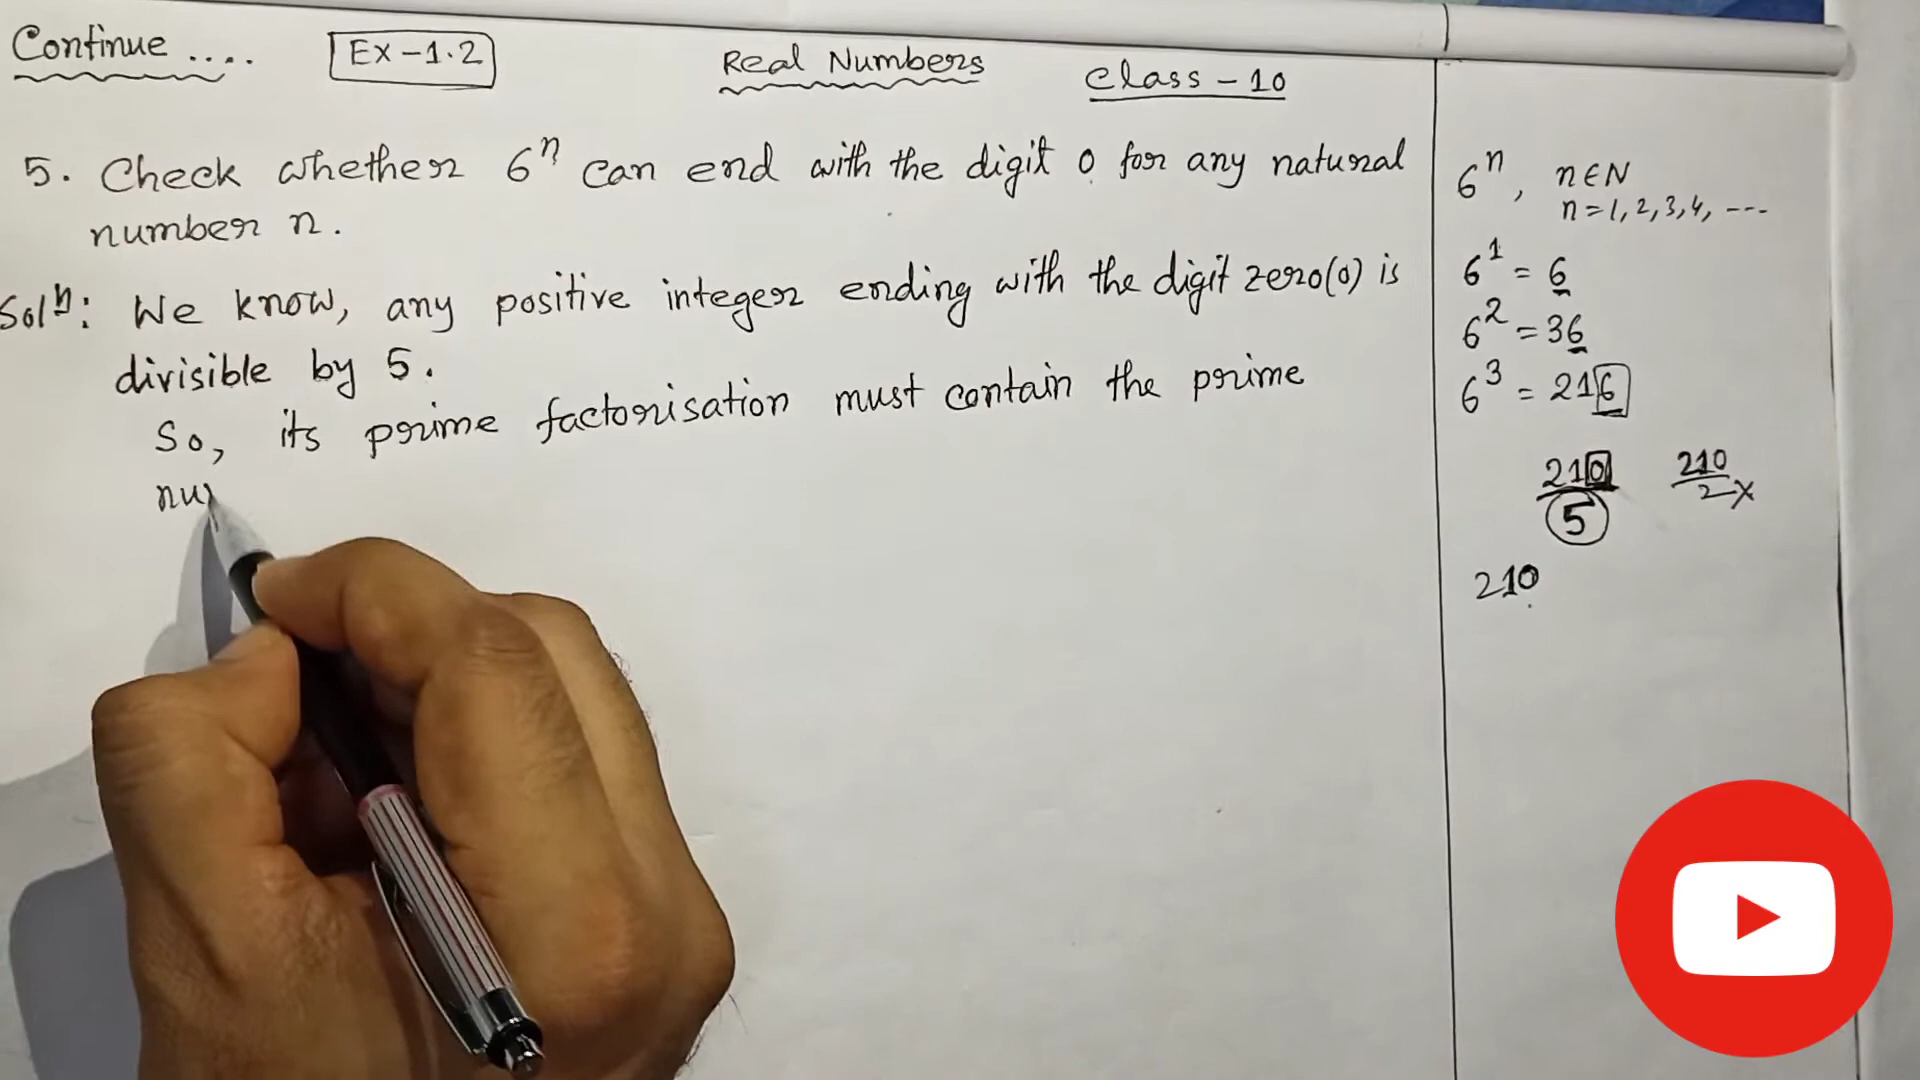 Continue ....
Ex-1.2
Real Numbers
Class - 10
5. Check whether 6ⁿ can end with the digit 0 for any natural
number n.
Solⁿ: We know, any positive integer ending with the digit zero(0) is
divisible by 5.
So, its prime factorisation must contain the prime
num
6ⁿ, n∈N
n=1,2,3,4, ---
6¹ = 6
6² = 36
6³ = 216
210/5 210/2 x
210